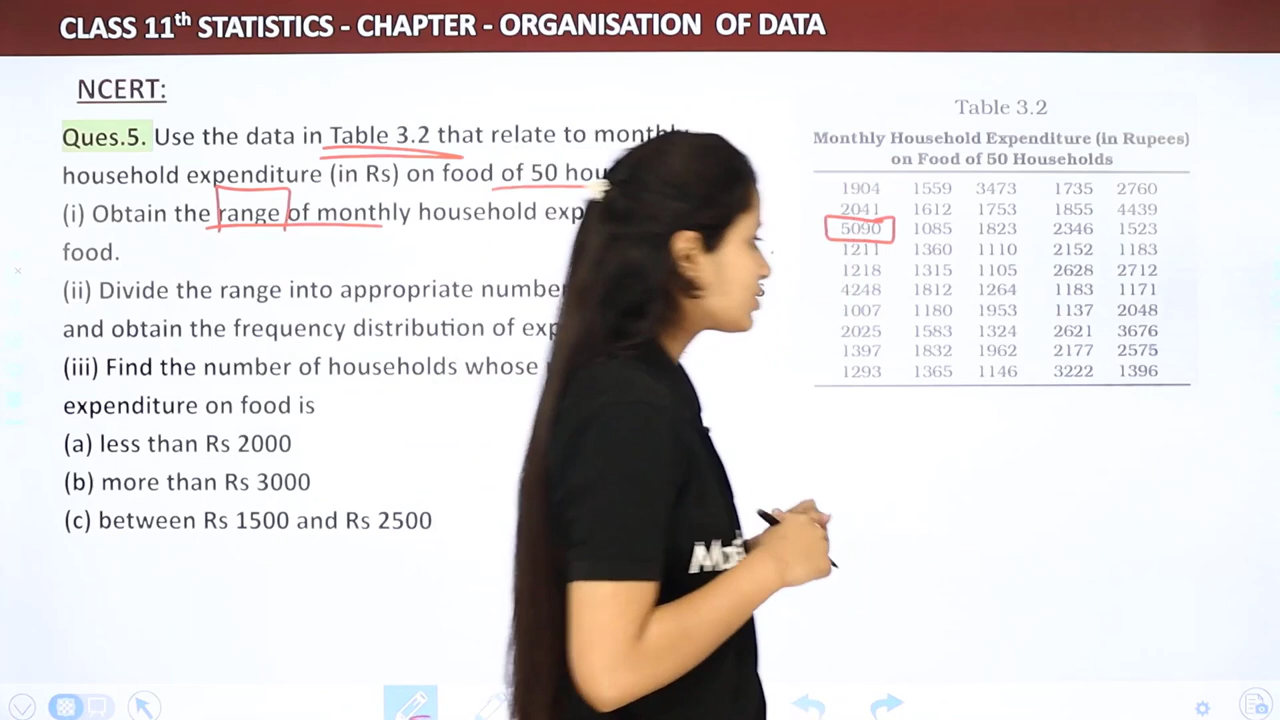 CLASS 11th STATISTICS - CHAPTER - ORGANISATION OF DATA
NCERT:
Ques.5. Use the data in Table 3.2 that relate to
household expenditure (in Rs) on food of 50
(i) Obtain the range of monthly household
food.
(ii) Divide the range into appropriate
and obtain the frequency distribution of
(iii) Find the number of households whose
expenditure on food is
(a) less than Rs 2000
(b) more than Rs 3000
(c) between Rs 1500 and Rs 2500
Table 3.2
Monthly Household Expenditure (in Rupees)
on Food of 50 Households
1904 1559 3473 1735 2760
2041 1612 1753 1855 4439
5090 1085 1823 2346 1523
1211 1360 1110 2152 1183
1218 1315 1105 2628 2712
4248 1812 1264 1183 1171
1007 1180 1953 1137 2048
2025 1583 1324 2621 3676
1397 1832 1962 2177 2575
1293 1365 1146 3222 1396